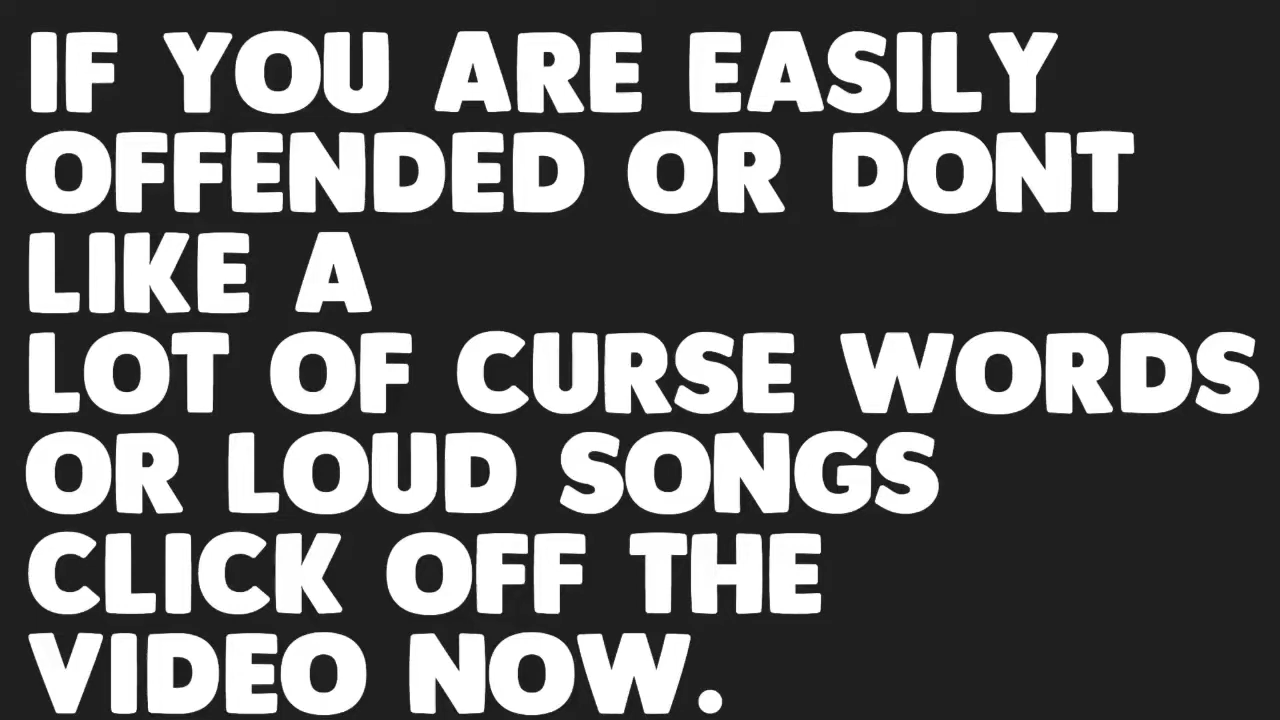 IF YOU ARE EASILY
OFFENDED OR DONT
LIKE A
LOT OF CURSE WORDS
OR LOUD SONGS
CLICK OFF THE
VIDEO NOW.